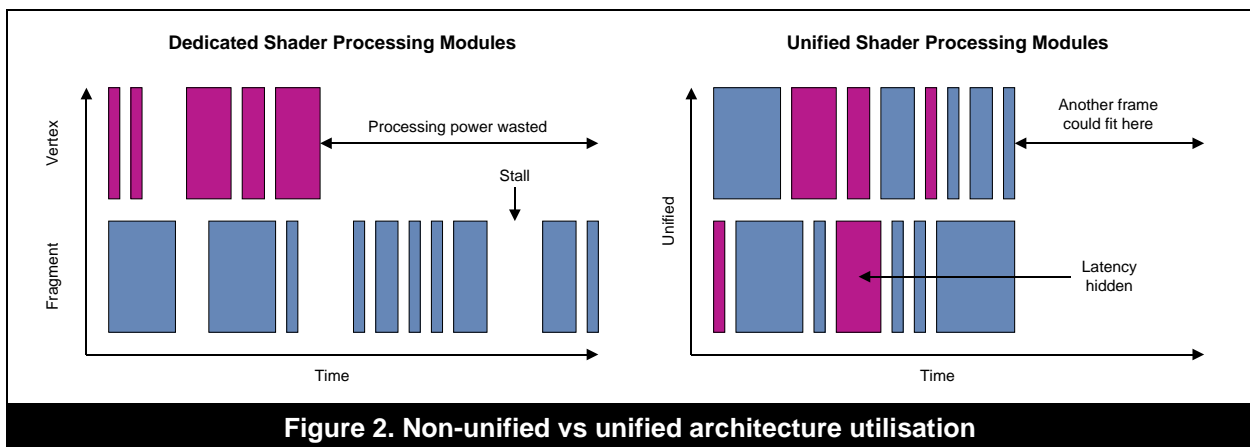 Dedicated Shader Processing Modules
Vertex
Processing power wasted
Stall
Fragment
Time
Unified Shader Processing Modules
Another frame
could fit here
Unified
Latency
hidden
Time
Figure 2. Non-unified vs unified architecture utilisation